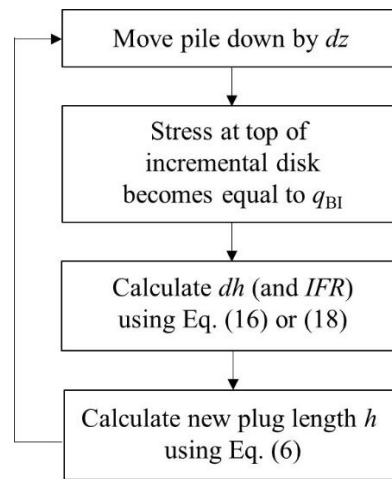 Move pile down by dz
Stress at top of
incremental disk
becomes equal to qBI
Calculate dh (and IFR)
using Eq. (16) or (18)
Calculate new plug length h
using Eq. (6)